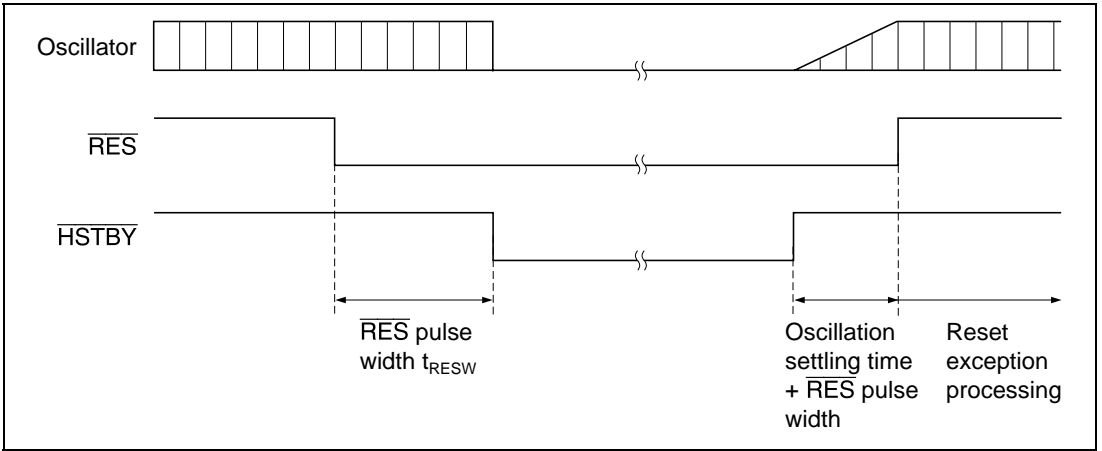 Oscillator
RES
HSTBY
RES pulse
width tRESW
Oscillation
settling time
+ RES pulse
width
Reset
exception
processing